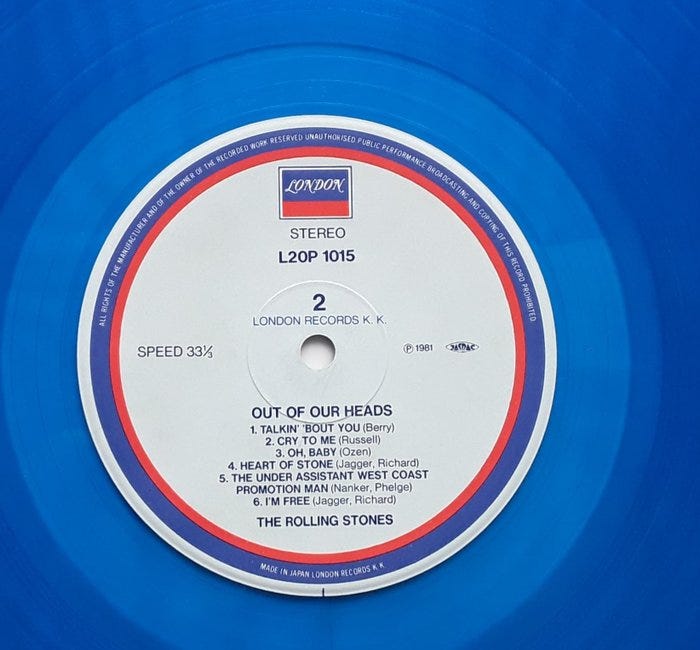 ALL RIGHTS OF THE MANUFACTURER AND OF THE OWNER OF THE RECORDED WORK RESERVED UNAUTHORISED PUBLIC PERFORMANCE BROADCASTING AND COPYING OF THIS RECORD PROHIBITED
LONDON
STEREO
L20P 1015
2
LONDON RECORDS K. K.
SPEED 33⅓
Ⓟ 1981 JASRAC
OUT OF OUR HEADS
1. TALKIN' 'BOUT YOU (Berry)
2. CRY TO ME (Russell)
3. OH, BABY (Ozen)
4. HEART OF STONE (Jagger, Richard)
5. THE UNDER ASSISTANT WEST COAST
PROMOTION MAN (Nanker, Phelge)
6. I'M FREE (Jagger, Richard)
THE ROLLING STONES
MADE IN JAPAN LONDON RECORDS K. K.